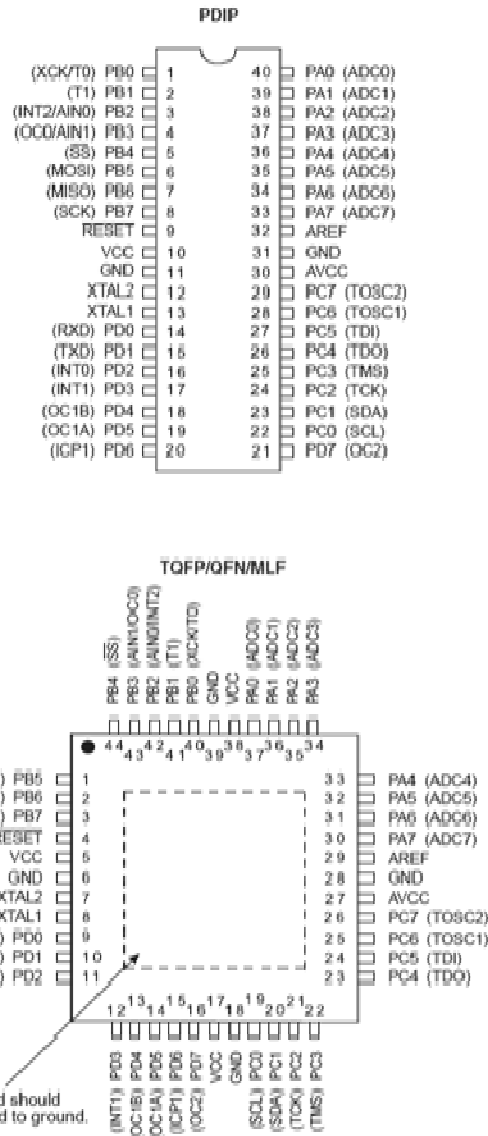 PDIP
(XCK/T0) PB0 1 40 PA0 (ADC0)
(T1) PB1 2 39 PA1 (ADC1)
(INT2/AIN0) PB2 3 38 PA2 (ADC2)
(OC0/AIN1) PB3 4 37 PA3 (ADC3)
(SS) PB4 5 36 PA4 (ADC4)
(MOSI) PB5 6 35 PA5 (ADC5)
(MISO) PB6 7 34 PA6 (ADC6)
(SCK) PB7 8 33 PA7 (ADC7)
RESET 9 32 AREF
VCC 10 31 GND
GND 11 30 AVCC
XTAL2 12 29 PC7 (TOSC2)
XTAL1 13 28 PC6 (TOSC1)
(RXD) PD0 14 27 PC5 (TDI)
(TXD) PD1 15 26 PC4 (TDO)
(INT0) PD2 16 25 PC3 (TMS)
(INT1) PD3 17 24 PC2 (TCK)
(OC1B) PD4 18 23 PC1 (SDA)
(OC1A) PD5 19 22 PC0 (SCL)
(ICP1) PD6 20 21 PD7 (OC2)
TQFP/QFN/MLF
PB4 (SS)
PB3 (AIN1/OC0)
PB2 (AIN0/INT2)
PB1 (T1)
PB0 (XCK/T0)
GND
VCC
PA0 (ADC0)
PA1 (ADC1)
PA2 (ADC2)
PA3 (ADC3)
44 43 42 41 40 39 38 37 36 35 34
) PB5 1 33 PA4 (ADC4)
) PB6 2 32 PA5 (ADC5)
) PB7 3 31 PA6 (ADC6)
RESET 4 30 PA7 (ADC7)
VCC 5 29 AREF
GND 6 28 GND
XTAL2 7 27 AVCC
XTAL1 8 26 PC7 (TOSC2)
) PD0 9 25 PC6 (TOSC1)
) PD1 10 24 PC5 (TDI)
) PD2 11 23 PC4 (TDO)
12 13 14 15 16 17 18 19 20 21 22
(INT1) PD3
(OC1B) PD4
(OC1A) PD5
(ICP1) PD6
(OC2) PD7
VCC
GND
(SCL) PC0
(SDA) PC1
(TCK) PC2
(TMS) PC3
d should
d to ground.